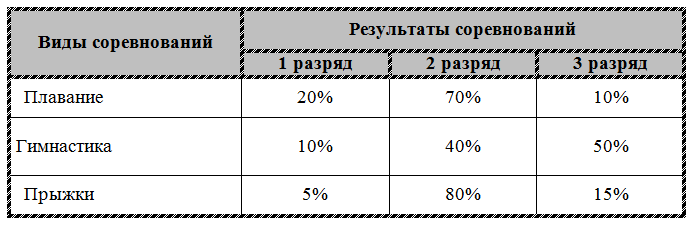 Виды соревнований
Результаты соревнований
1 разряд 2 разряд 3 разряд
Плавание 20% 70% 10%
Гимнастика 10% 40% 50%
Прыжки 5% 80% 15%